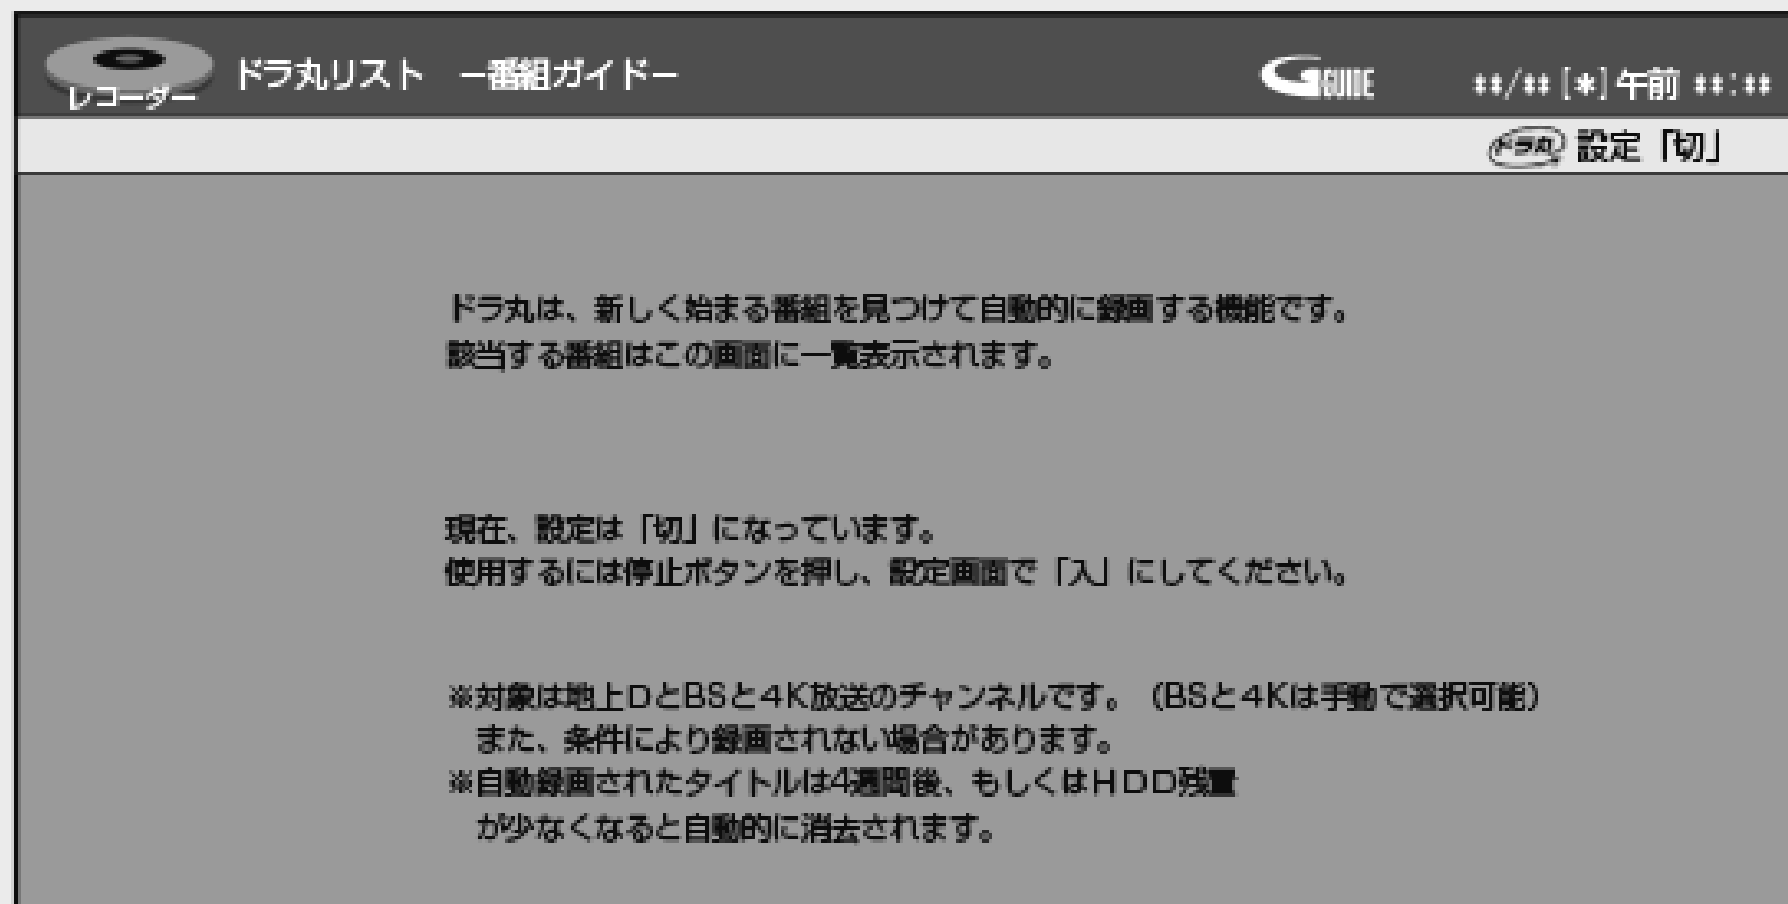 レコーダー ドラ丸リスト －番組ガイド－ G GUIDE **/** [*] 午前 **:**
ドラ丸 設定「切」
ドラ丸は、新しく始まる番組を見つけて自動的に録画する機能です。
該当する番組はこの画面に一覧表示されます。
現在、設定は「切」になっています。
使用するには停止ボタンを押し、設定画面で「入」にしてください。
※対象は地上DとBSと4K放送のチャンネルです。（BSと4Kは手動で選択可能）
また、条件により録画されない場合があります。
※自動録画されたタイトルは4週間後、もしくはHDD残量
が少なくなると自動的に消去されます。